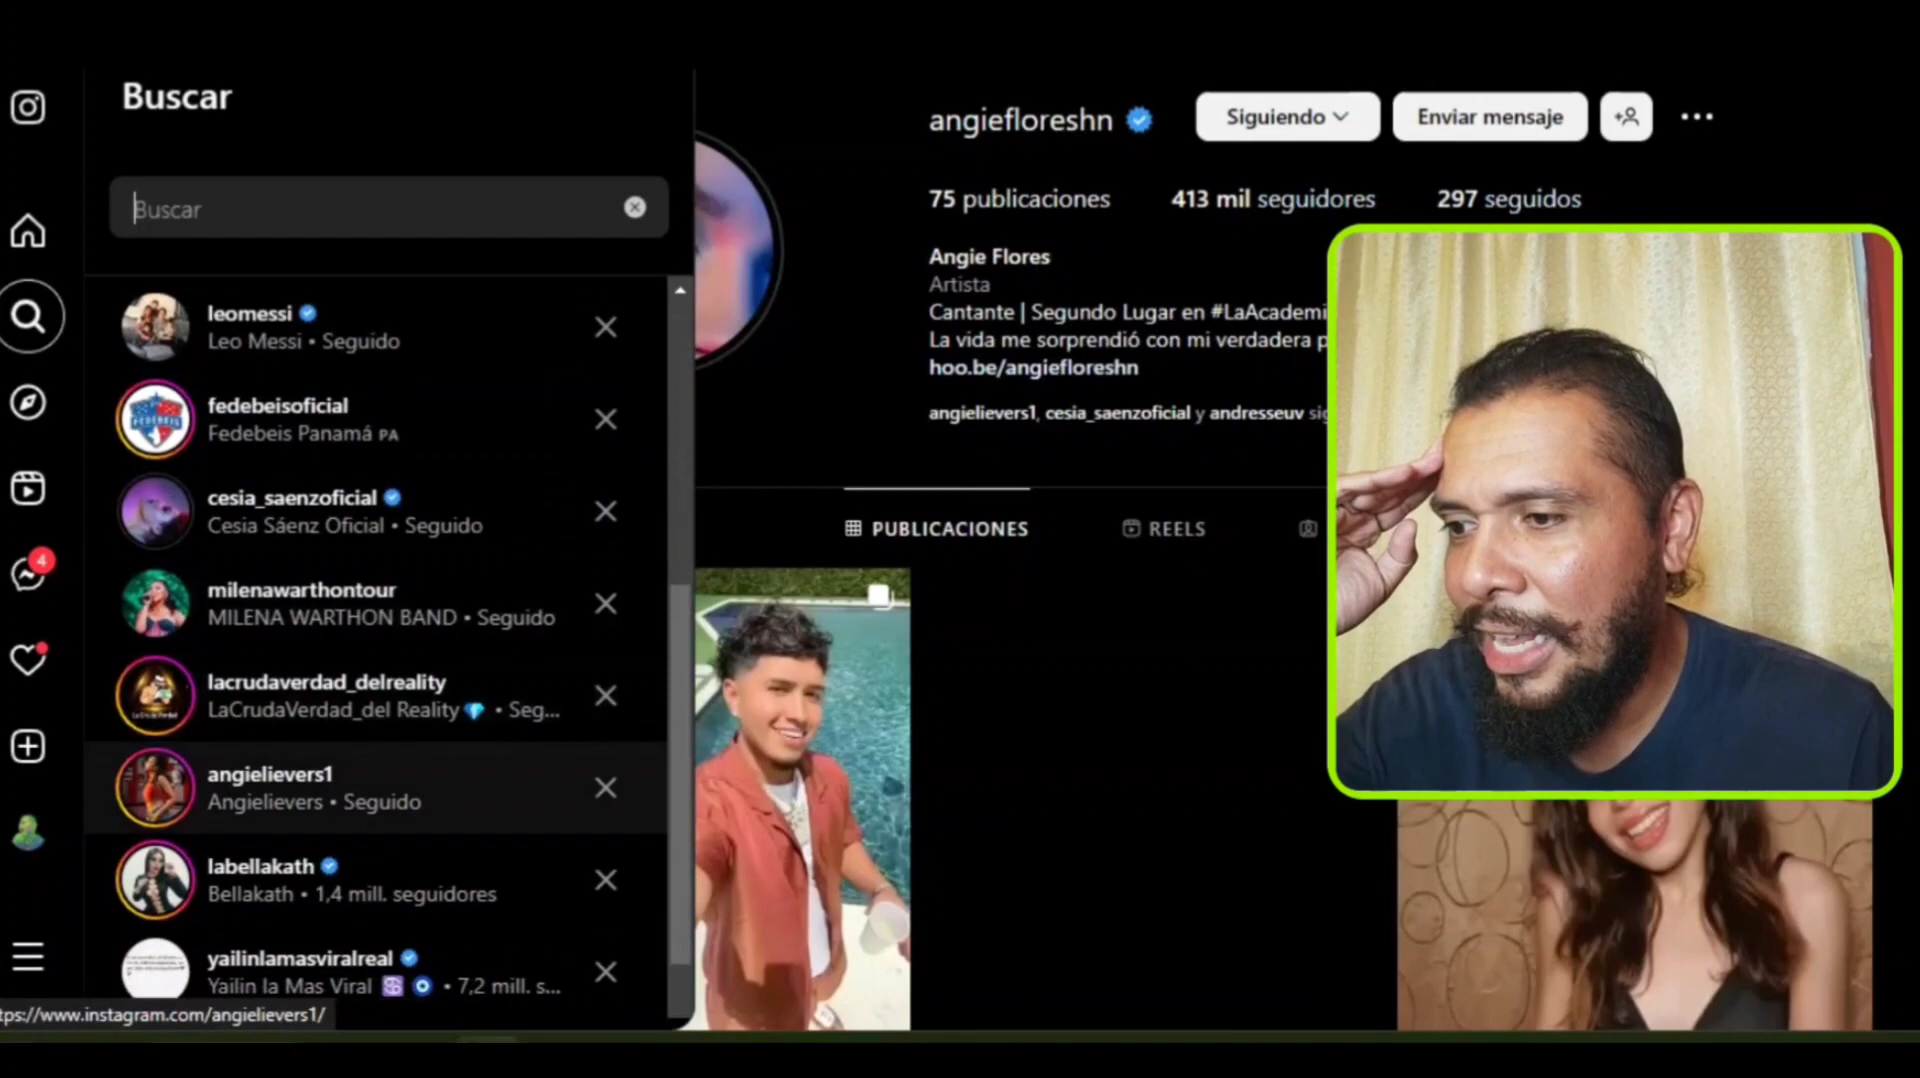 Buscar
Buscar
leomessi
Leo Messi • Seguido
fedebeisoficial
Fedebeis Panamá PA
cesia_saenzoficial
Cesia Sáenz Oficial • Seguido
milenawarthontour
MILENA WARTHON BAND • Seguido
lacrudaverdad_delreality
LaCrudaVerdad_del Reality💎 • Seg...
angielievers1
Angielievers • Seguido
labellakath
Bellakath • 1,4 mill. seguidores
yailinlamasviralreal
Yailin la Mas Viral ♋ 🧿 • 7,2 mill. s...
tps://www.instagram.com/angielievers1/
4
angiefloreshn
Siguiendo
Enviar mensaje
75 publicaciones 413 mil seguidores 297 seguidos
Angie Flores
Artista
Cantante | Segundo Lugar en #LaAcademi
La vida me sorprendió con mi verdadera p
hoo.be/angiefloreshn
angielievers1, cesia_saenzoficial y andresseuv sig
PUBLICACIONES REELS